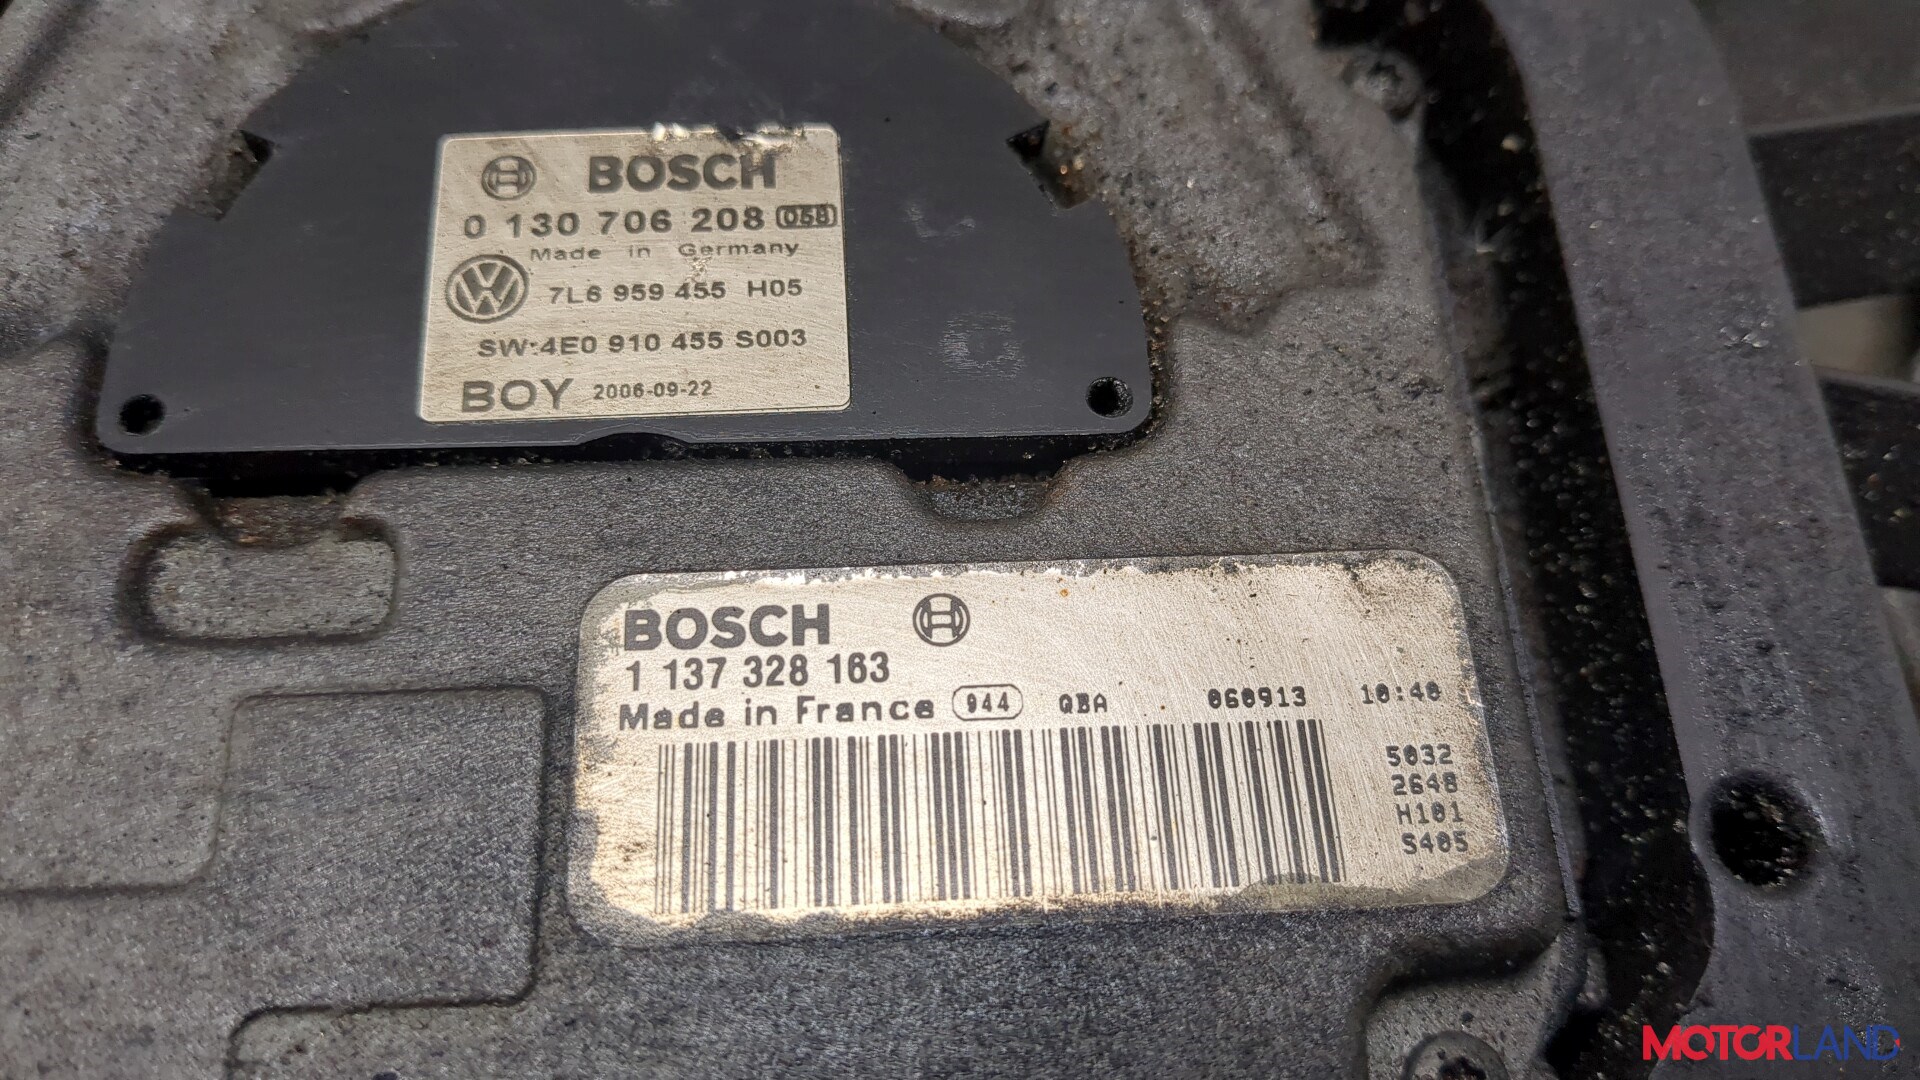 BOSCH
0 130 706 208 058
Made in Germany
7L6 959 455 H05
SW:4E0 910 455 S003
BOY 2006-09-22
BOSCH
1 137 328 163
Made in France 944 QBA 060913 10:40
5032
2648
H101
S405
MOTORLAND